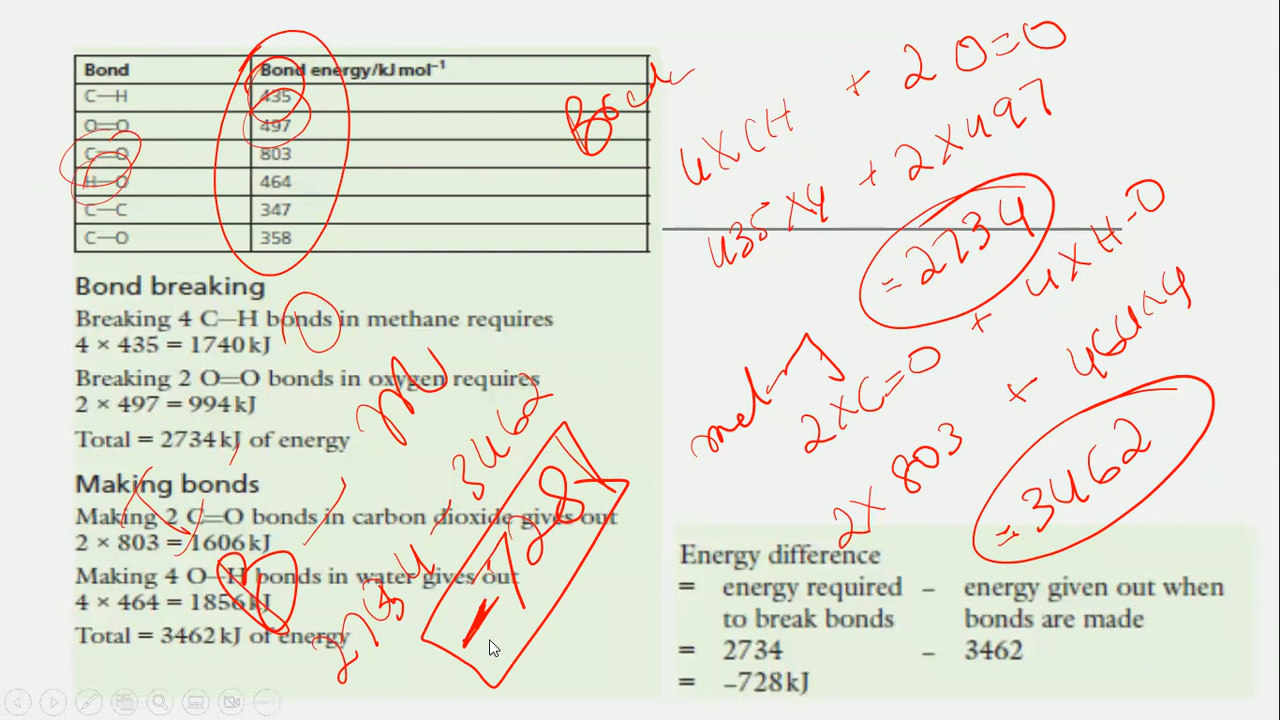 Bond Bond energy/kJ mol⁻¹
C—H 435
O=O 497
C=O 803
H—O 464
C—C 347
C—O 358
Bond breaking
Breaking 4 C—H bonds in methane requires
4 × 435 = 1740 kJ
Breaking 2 O=O bonds in oxygen requires
2 × 497 = 994 kJ
Total = 2734 kJ of energy
Making bonds
Making 2 C=O bonds in carbon dioxide gives out
2 × 803 = 1606 kJ
Making 4 O—H bonds in water gives out
4 × 464 = 1856 kJ
Total = 3462 kJ of energy
2734 - 3462
-728
4×CH + 2 O=O
435×4 + 2×497
= 2734
2×C=O + 4×H-O
2×803 + 464×4
= 3462
Energy difference
= energy required – energy given out when
to break bonds bonds are made
= 2734 – 3462
= –728 kJ